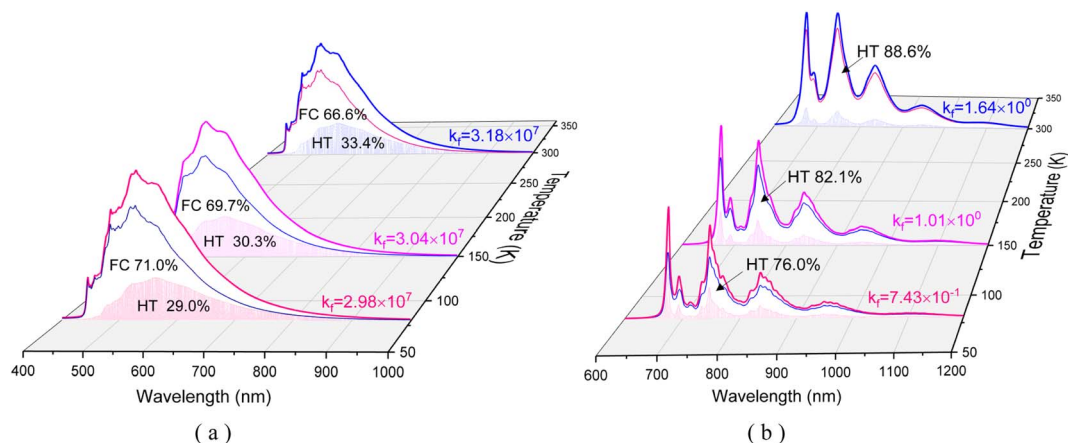 350
300
250
200
150
100
50
Temperature (K)
FC 66.6%
HT 33.4%
k_f=3.18×10^7
FC 69.7%
HT 30.3%
k_f=3.04×10^7
FC 71.0%
HT 29.0%
k_f=2.98×10^7
400 500 600 700 800 900 1000
Wavelength (nm)
( a )
350
300
250
200
150
100
50
Temperature (K)
HT 88.6%
k_f=1.64×10^0
HT 82.1%
k_f=1.01×10^0
HT 76.0%
k_f=7.43×10^-1
600 700 800 900 1000 1100 1200
Wavelength (nm)
( b )